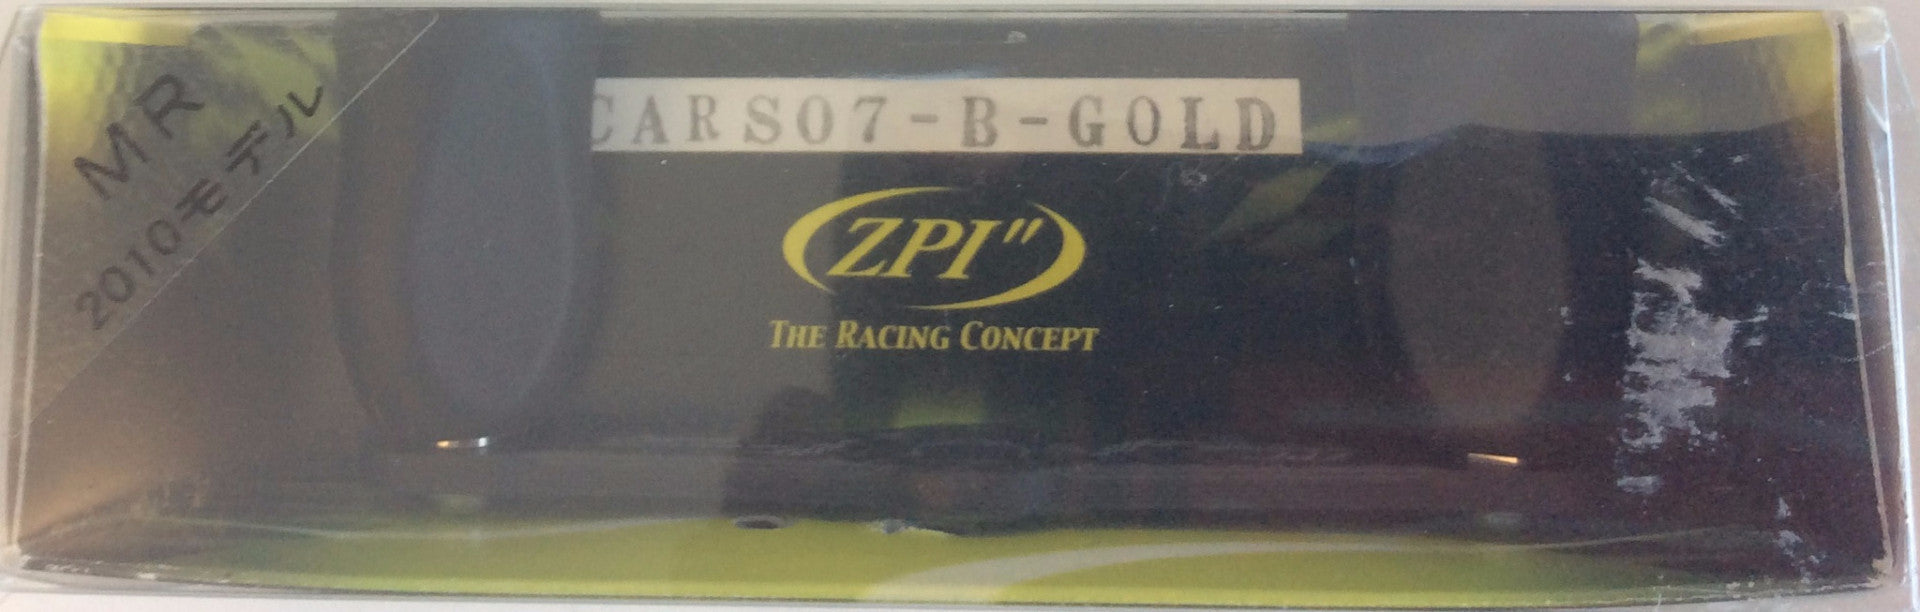 MR
2010モデル
CARS07-B-GOLD
ZPI"
THE RACING CONCEPT